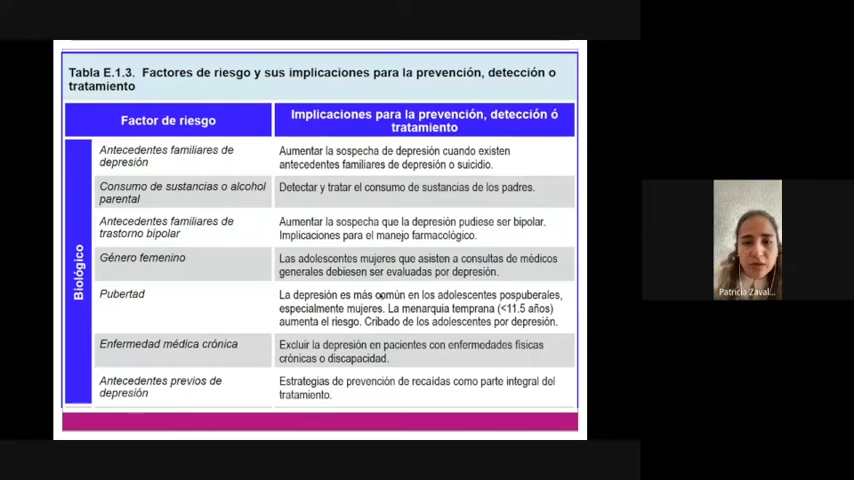 Tabla E.1.3. Factores de riesgo y sus implicaciones para la prevención, detección o
tratamiento
Factor de riesgo
Implicaciones para la prevención, detección ó
tratamiento
Biológico
Antecedentes familiares de
depresión
Aumentar la sospecha de depresión cuando existen
antecedentes familiares de depresión o suicidio.
Consumo de sustancias o alcohol
parental
Detectar y tratar el consumo de sustancias de los padres.
Antecedentes familiares de
trastorno bipolar
Aumentar la sospecha que la depresión pudiese ser bipolar.
Implicaciones para el manejo farmacológico.
Género femenino
Las adolescentes mujeres que asisten a consultas de médicos
generales debiesen ser evaluadas por depresión.
Pubertad
La depresión es más común en los adolescentes pospuberales,
especialmente mujeres. La menarquia temprana (<11.5 años)
aumenta el riesgo. Cribado de los adolescentes por depresión.
Enfermedad médica crónica
Excluir la depresión en pacientes con enfermedades físicas
crónicas o discapacidad.
Antecedentes previos de
depresión
Estrategias de prevención de recaídas como parte integral del
tratamiento.
Patricia Zaval...